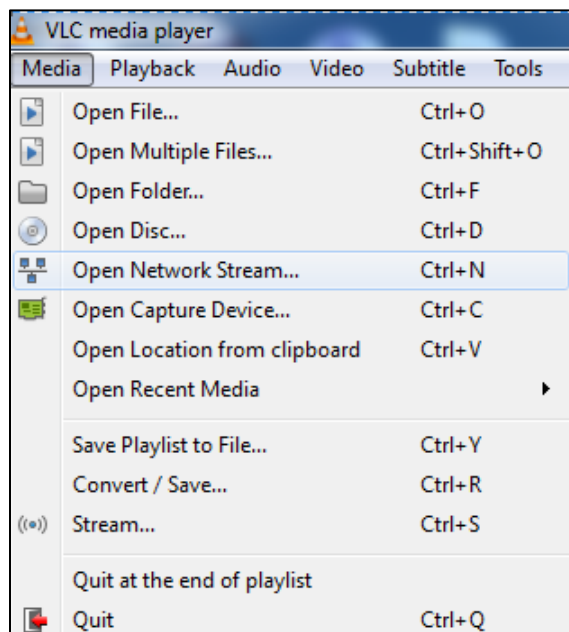 VLC media player
Media Playback Audio Video Subtitle Tools
Open File... Ctrl+O
Open Multiple Files... Ctrl+Shift+O
Open Folder... Ctrl+F
Open Disc... Ctrl+D
Open Network Stream... Ctrl+N
Open Capture Device... Ctrl+C
Open Location from clipboard Ctrl+V
Open Recent Media
Save Playlist to File... Ctrl+Y
Convert / Save... Ctrl+R
Stream... Ctrl+S
Quit at the end of playlist
Quit Ctrl+Q